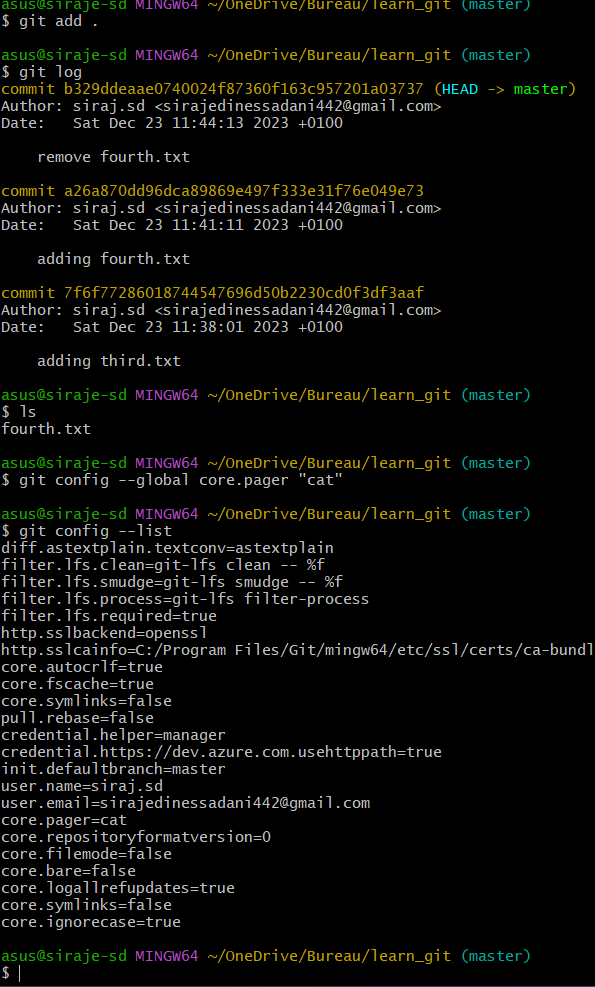 asus@siraje-sd MINGW64 ~/OneDrive/Bureau/learn_git (master)
$ git add .
asus@siraje-sd MINGW64 ~/OneDrive/Bureau/learn_git (master)
$ git log
commit b329ddeaae0740024f87360f163c957201a03737 (HEAD -> master)
Author: siraj.sd <sirajedinessadani442@gmail.com>
Date:   Sat Dec 23 11:44:13 2023 +0100
    remove fourth.txt
commit a26a870dd96dca89869e497f333e31f76e049e73
Author: siraj.sd <sirajedinessadani442@gmail.com>
Date:   Sat Dec 23 11:41:11 2023 +0100
    adding fourth.txt
commit 7f6f77286018744547696d50b2230cd0f3df3aaf
Author: siraj.sd <sirajedinessadani442@gmail.com>
Date:   Sat Dec 23 11:38:01 2023 +0100
    adding third.txt
asus@siraje-sd MINGW64 ~/OneDrive/Bureau/learn_git (master)
$ ls
fourth.txt
asus@siraje-sd MINGW64 ~/OneDrive/Bureau/learn_git (master)
$ git config --global core.pager "cat"
asus@siraje-sd MINGW64 ~/OneDrive/Bureau/learn_git (master)
$ git config --list
diff.astextplain.textconv=astextplain
filter.lfs.clean=git-lfs clean -- %f
filter.lfs.smudge=git-lfs smudge -- %f
filter.lfs.process=git-lfs filter-process
filter.lfs.required=true
http.sslbackend=openssl
http.sslcainfo=C:/Program Files/Git/mingw64/etc/ssl/certs/ca-bundl
core.autocrlf=true
core.fscache=true
core.symlinks=false
pull.rebase=false
credential.helper=manager
credential.https://dev.azure.com.usehttppath=true
init.defaultbranch=master
user.name=siraj.sd
user.email=sirajedinessadani442@gmail.com
core.pager=cat
core.repositoryformatversion=0
core.filemode=false
core.bare=false
core.logallrefupdates=true
core.symlinks=false
core.ignorecase=true
asus@siraje-sd MINGW64 ~/OneDrive/Bureau/learn_git (master)
$